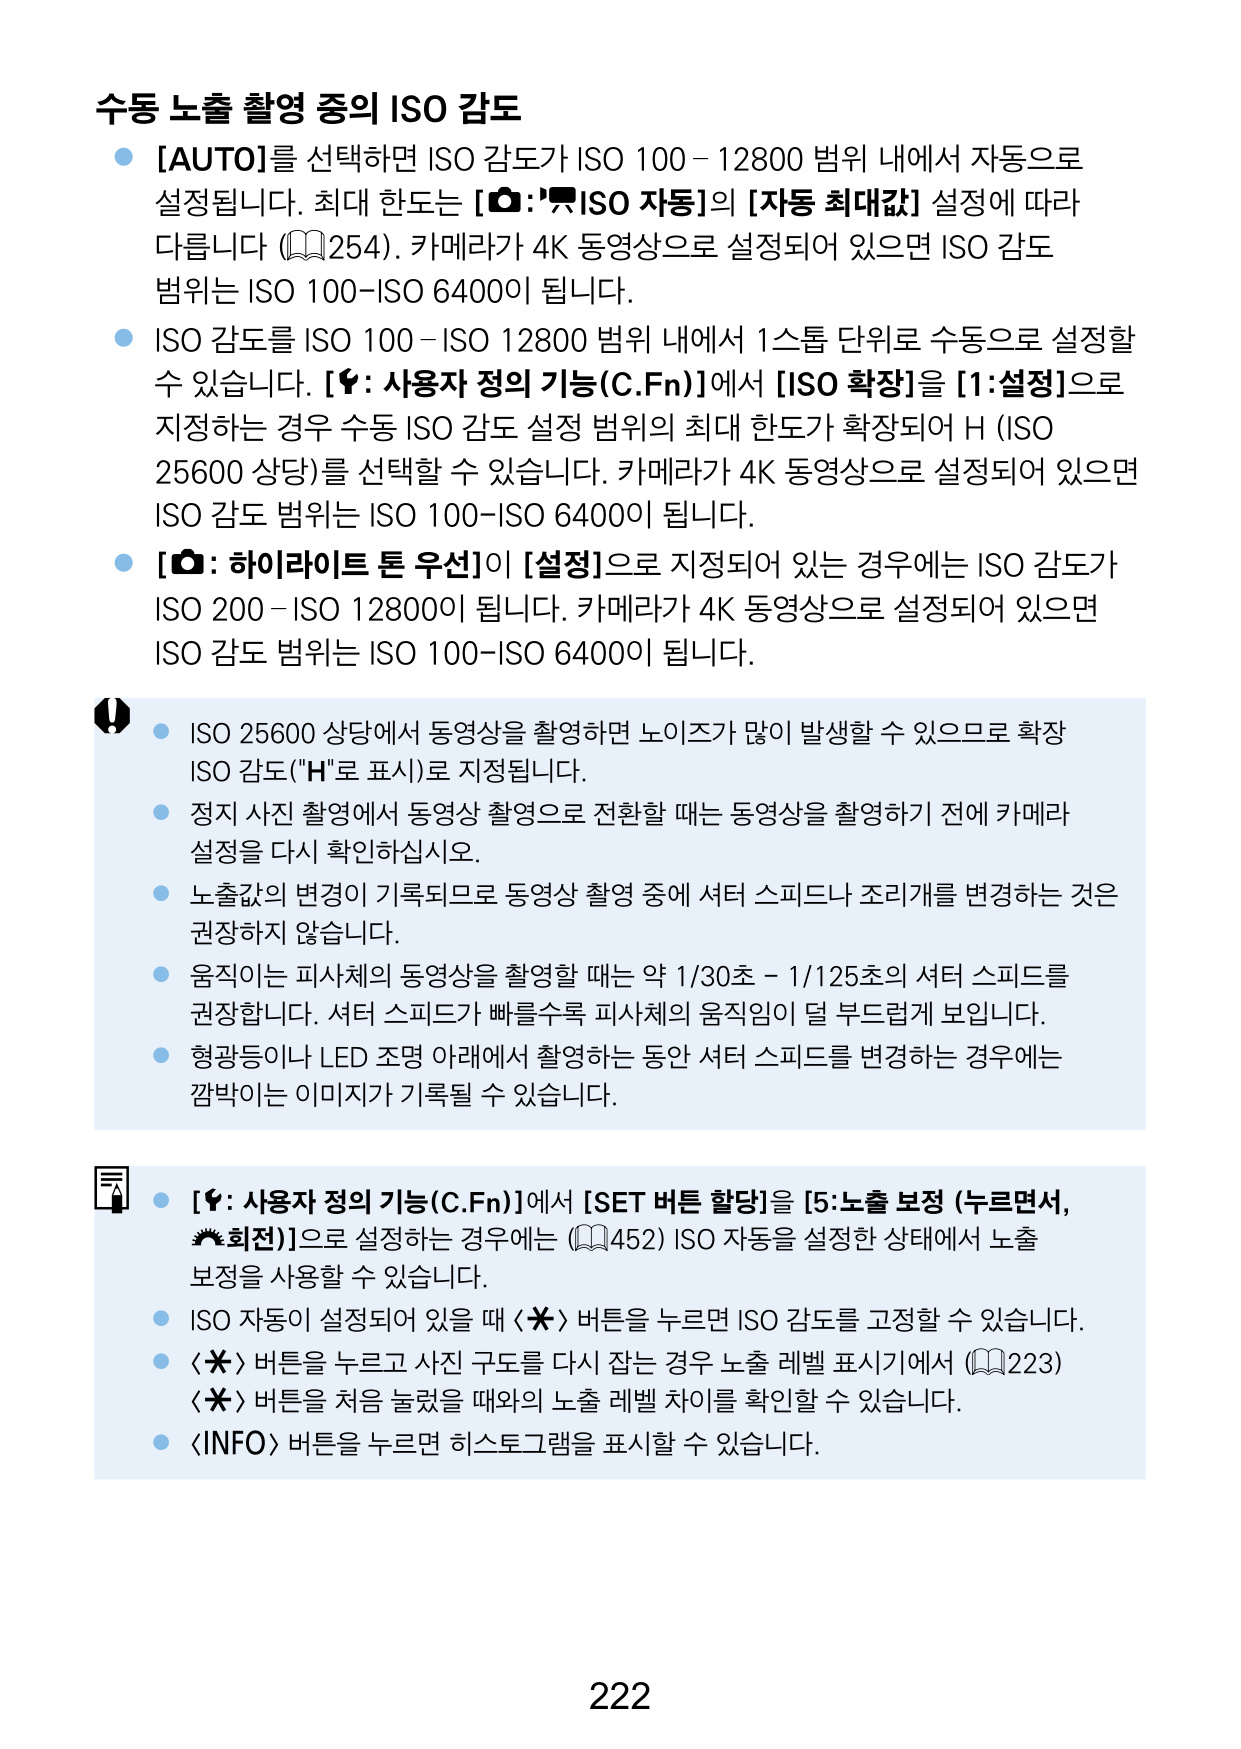 수동 노출 촬영 중의 ISO 감도
● [AUTO]를 선택하면 ISO 감도가 ISO 100 – 12800 범위 내에서 자동으로
설정됩니다. 최대 한도는 [: ISO 자동]의 [자동 최대값] 설정에 따라
다릅니다 (254). 카메라가 4K 동영상으로 설정되어 있으면 ISO 감도
범위는 ISO 100–ISO 6400이 됩니다.
● ISO 감도를 ISO 100 – ISO 12800 범위 내에서 1스톱 단위로 수동으로 설정할
수 있습니다. [: 사용자 정의 기능(C.Fn)]에서 [ISO 확장]을 [1:설정]으로
지정하는 경우 수동 ISO 감도 설정 범위의 최대 한도가 확장되어 H (ISO
25600 상당)를 선택할 수 있습니다. 카메라가 4K 동영상으로 설정되어 있으면
ISO 감도 범위는 ISO 100–ISO 6400이 됩니다.
● [: 하이라이트 톤 우선]이 [설정]으로 지정되어 있는 경우에는 ISO 감도가
ISO 200 – ISO 12800이 됩니다. 카메라가 4K 동영상으로 설정되어 있으면
ISO 감도 범위는 ISO 100–ISO 6400이 됩니다.
● ISO 25600 상당에서 동영상을 촬영하면 노이즈가 많이 발생할 수 있으므로 확장
ISO 감도("H"로 표시)로 지정됩니다.
● 정지 사진 촬영에서 동영상 촬영으로 전환할 때는 동영상을 촬영하기 전에 카메라
설정을 다시 확인하십시오.
● 노출값의 변경이 기록되므로 동영상 촬영 중에 셔터 스피드나 조리개를 변경하는 것은
권장하지 않습니다.
● 움직이는 피사체의 동영상을 촬영할 때는 약 1/30초 – 1/125초의 셔터 스피드를
권장합니다. 셔터 스피드가 빠를수록 피사체의 움직임이 덜 부드럽게 보입니다.
● 형광등이나 LED 조명 아래에서 촬영하는 동안 셔터 스피드를 변경하는 경우에는
깜박이는 이미지가 기록될 수 있습니다.
● [: 사용자 정의 기능(C.Fn)]에서 [SET 버튼 할당]을 [5:노출 보정 (누르면서,
회전)]으로 설정하는 경우에는 (452) ISO 자동을 설정한 상태에서 노출
보정을 사용할 수 있습니다.
● ISO 자동이 설정되어 있을 때 〈✱〉 버튼을 누르면 ISO 감도를 고정할 수 있습니다.
● 〈✱〉 버튼을 누르고 사진 구도를 다시 잡는 경우 노출 레벨 표시기에서 (223)
〈✱〉 버튼을 처음 눌렀을 때와의 노출 레벨 차이를 확인할 수 있습니다.
● 〈INFO〉 버튼을 누르면 히스토그램을 표시할 수 있습니다.
222